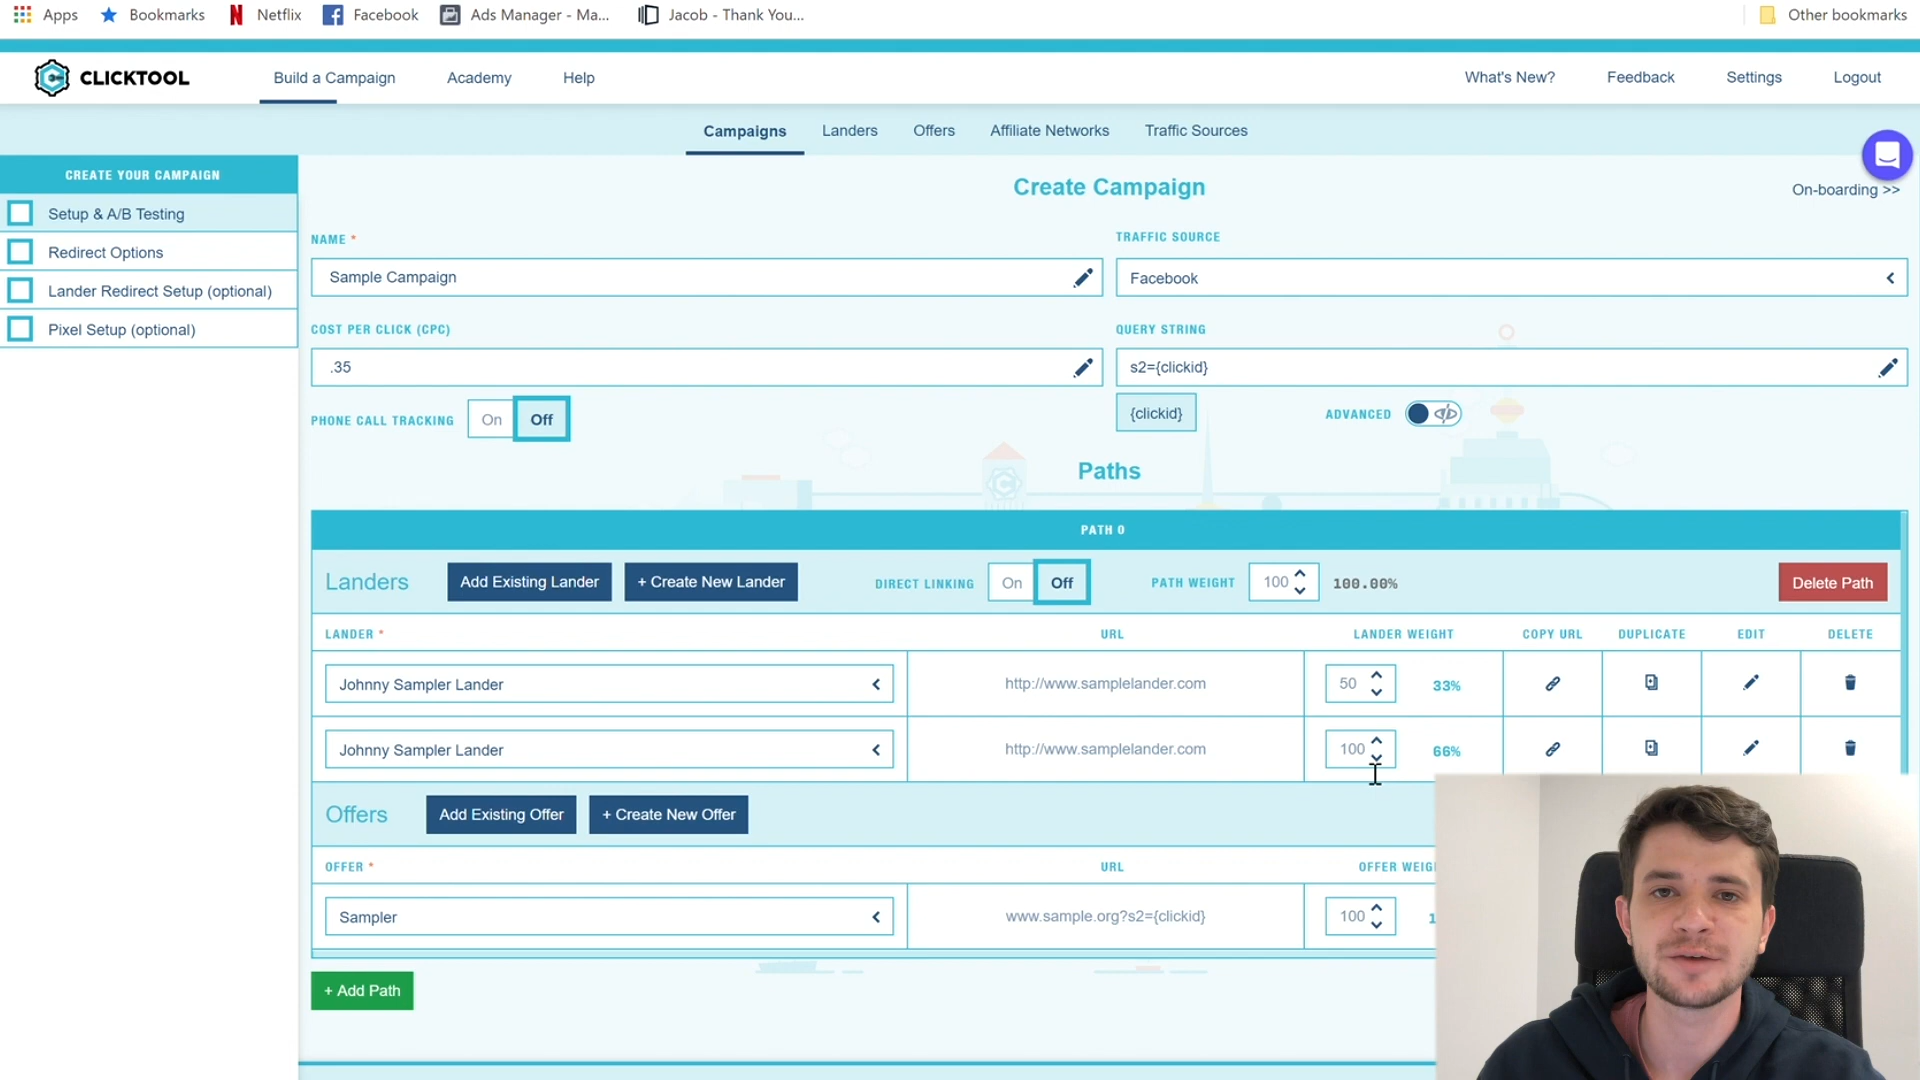 Apps Bookmarks Netflix Facebook Ads Manager - Ma... Jacob - Thank You... Other bookmarks
CLICKTOOL Build a Campaign Academy Help What's New? Feedback Settings Logout
Campaigns Landers Offers Affiliate Networks Traffic Sources
CREATE YOUR CAMPAIGN
Setup & A/B Testing
Redirect Options
Lander Redirect Setup (optional)
Pixel Setup (optional)
Create Campaign
On-boarding >>
NAME * TRAFFIC SOURCE
Sample Campaign Facebook
COST PER CLICK (CPC) QUERY STRING
.35 s2={clickid}
PHONE CALL TRACKING On Off {clickid} ADVANCED
Paths
PATH 0
Landers Add Existing Lander + Create New Lander DIRECT LINKING On Off PATH WEIGHT 100 100.00% Delete Path
LANDER * URL LANDER WEIGHT COPY URL DUPLICATE EDIT DELETE
Johnny Sampler Lander http://www.samplelander.com 50 33%
Johnny Sampler Lander http://www.samplelander.com 100 66%
Offers Add Existing Offer + Create New Offer
OFFER * URL OFFER
Sampler www.sample.org?s2={clickid} 100
+ Add Path